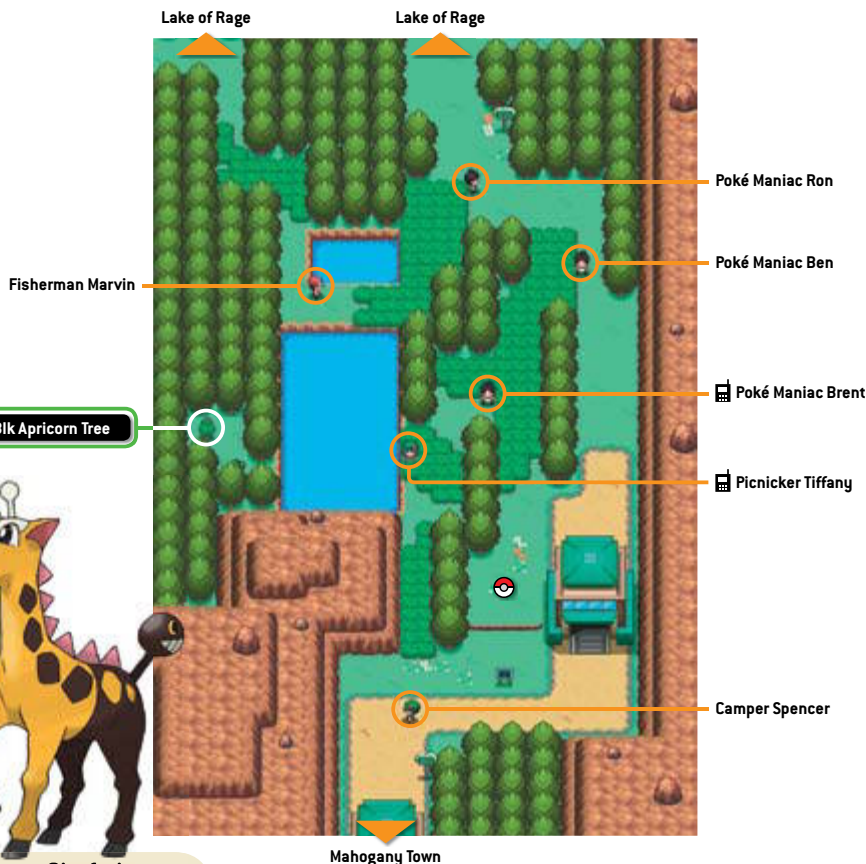 Lake of Rage
Lake of Rage
Poké Maniac Ron
Poké Maniac Ben
Fisherman Marvin
Poké Maniac Brent
Blk Apricorn Tree
Picnicker Tiffany
Camper Spencer
Mahogany Town